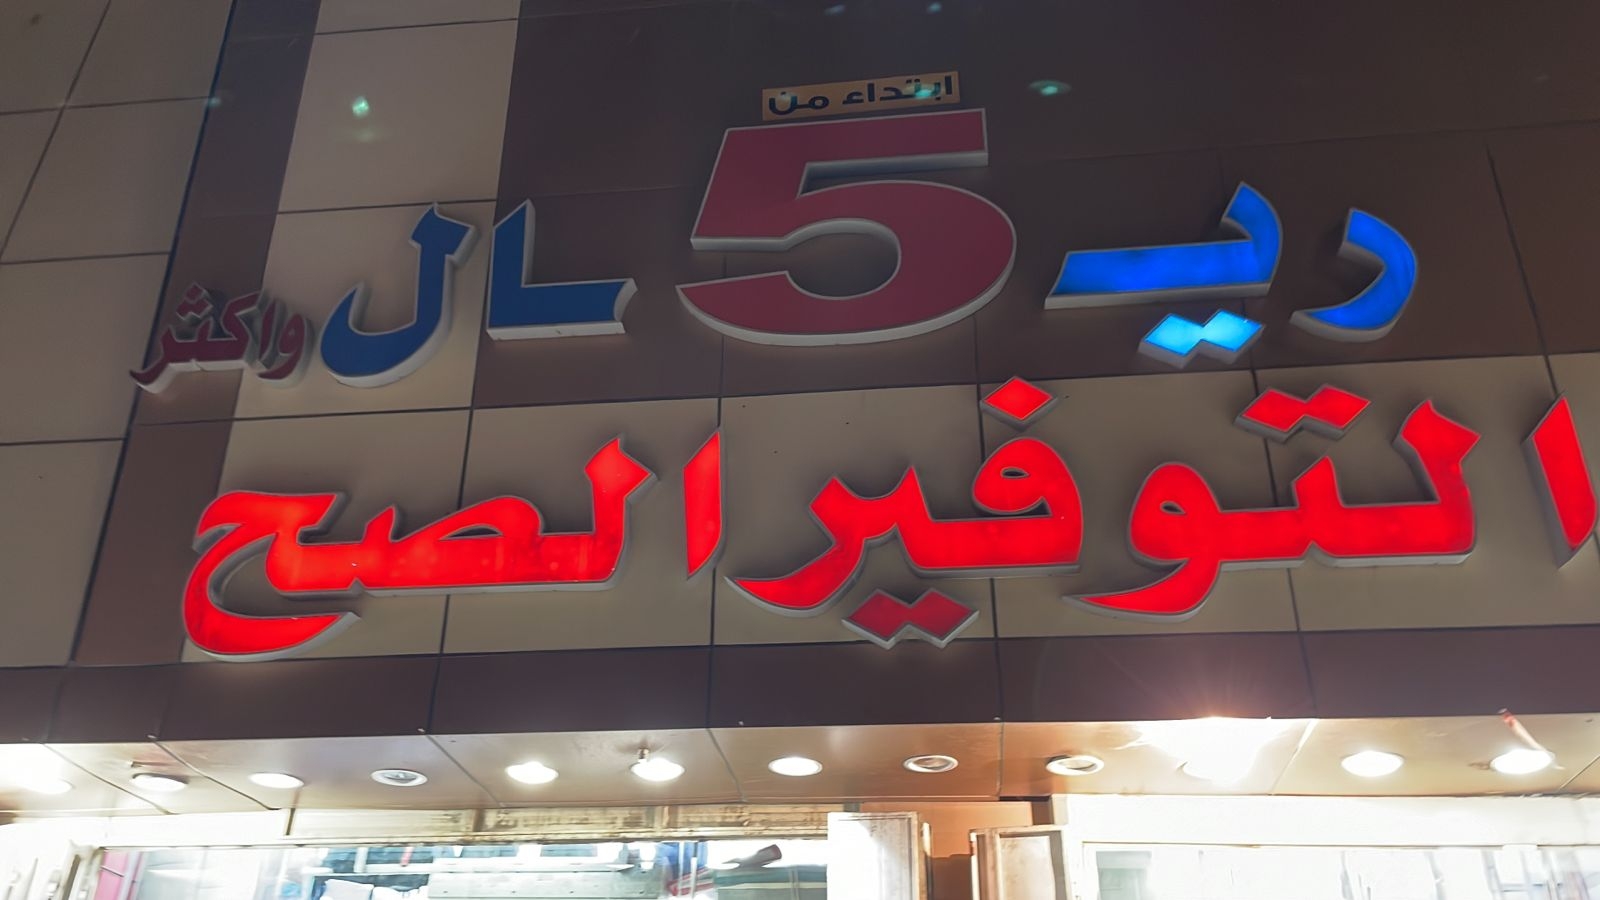 ابتداء من
ريـ 5 ـال واكثر
التوفير الصح